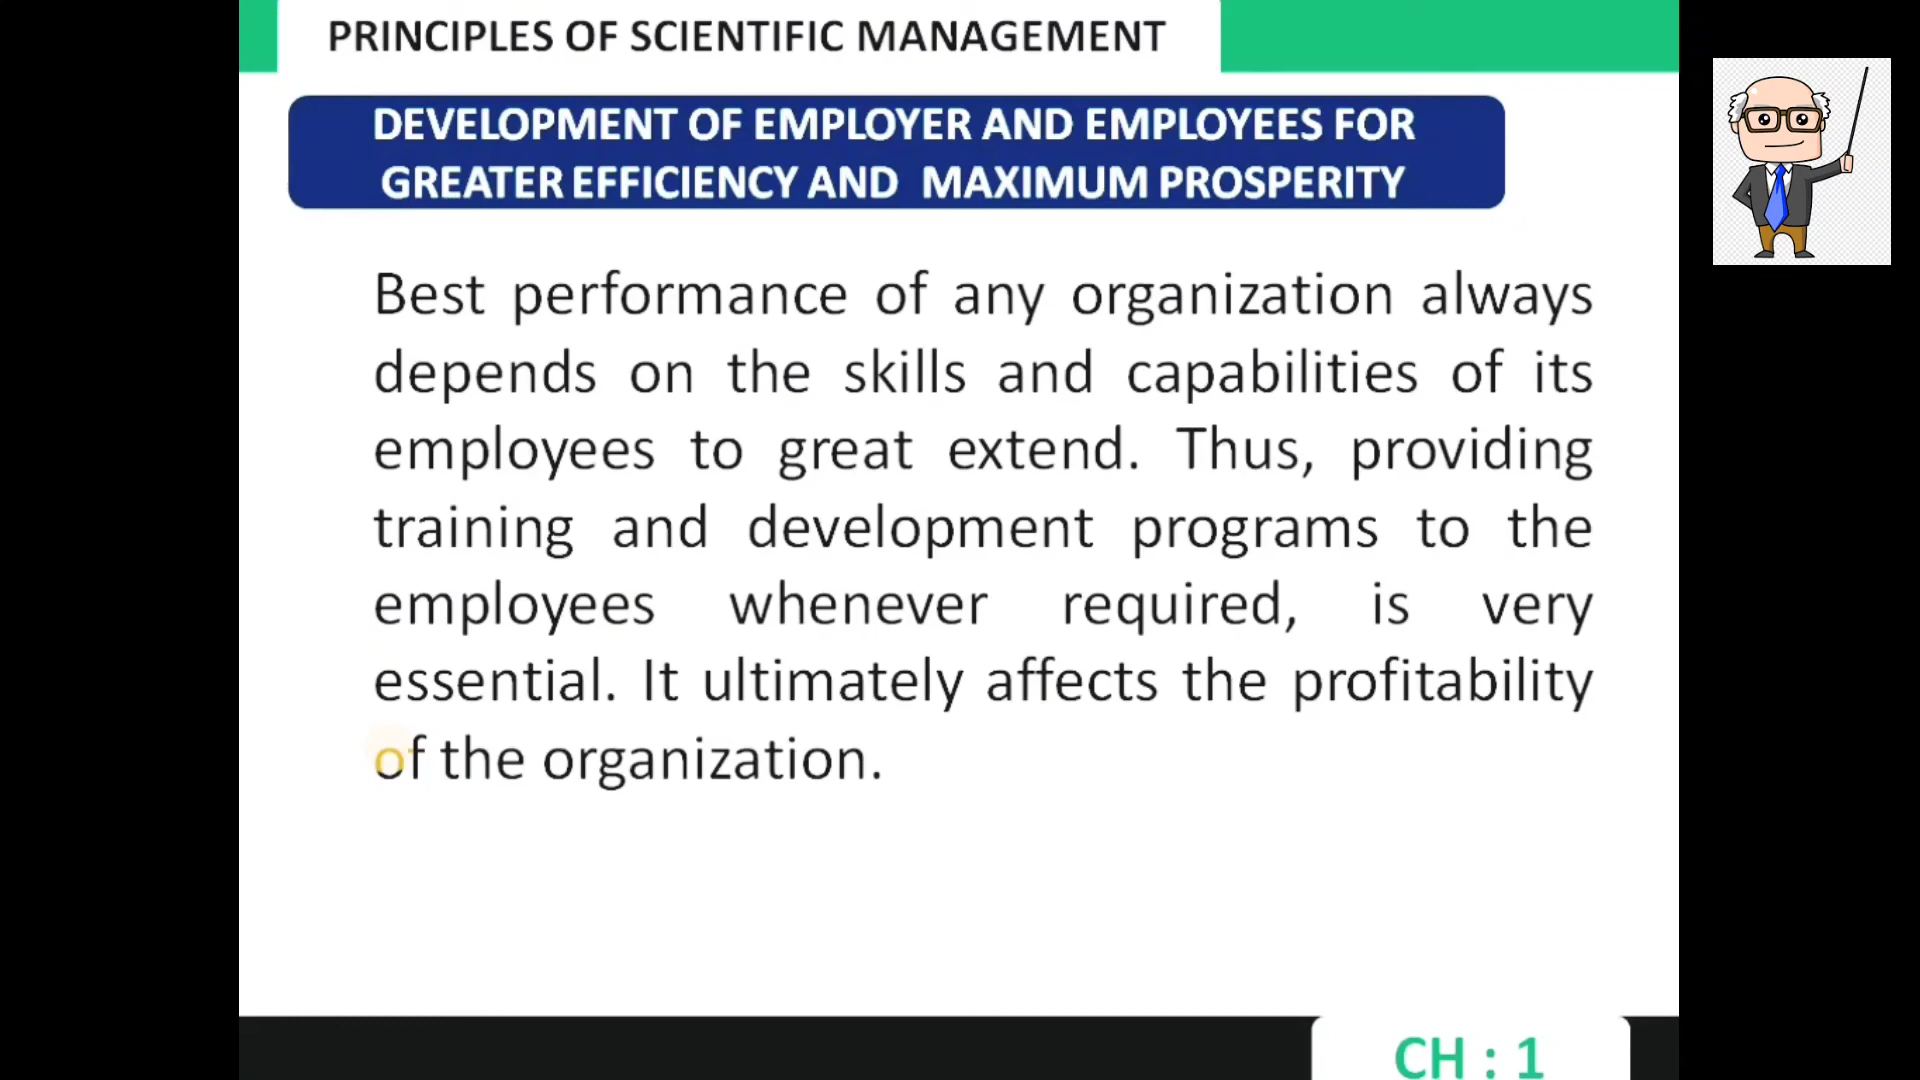 PRINCIPLES OF SCIENTIFIC MANAGEMENT
DEVELOPMENT OF EMPLOYER AND EMPLOYEES FOR
GREATER EFFICIENCY AND MAXIMUM PROSPERITY
Best performance of any organization always
depends on the skills and capabilities of its
employees to great extend. Thus, providing
training and development programs to the
employees whenever required, is very
essential. It ultimately affects the profitability
of the organization.
CH : 1